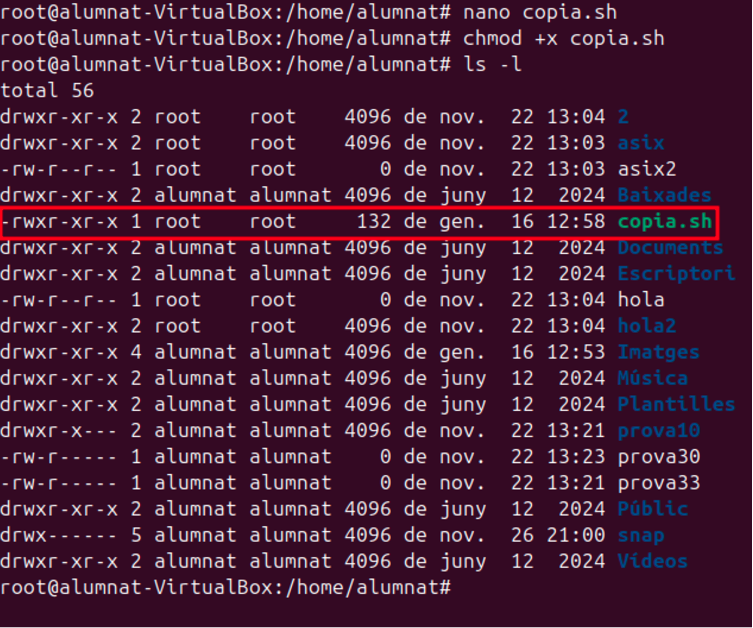 root@alumnat-VirtualBox:/home/alumnat# nano copia.sh
root@alumnat-VirtualBox:/home/alumnat# chmod +x copia.sh
root@alumnat-VirtualBox:/home/alumnat# ls -l
total 56
drwxr-xr-x 2 root    root    4096 de nov.  22 13:04 2
drwxr-xr-x 2 root    root    4096 de nov.  22 13:03 asix
-rw-r--r-- 1 root    root       0 de nov.  22 13:03 asix2
drwxr-xr-x 2 alumnat alumnat 4096 de juny  12  2024 Baixades
-rwxr-xr-x 1 root    root     132 de gen.  16 12:58 copia.sh
drwxr-xr-x 2 alumnat alumnat 4096 de juny  12  2024 Documents
drwxr-xr-x 2 alumnat alumnat 4096 de juny  12  2024 Escriptori
-rw-r--r-- 1 root    root       0 de nov.  22 13:04 hola
drwxr-xr-x 2 root    root    4096 de nov.  22 13:04 hola2
drwxr-xr-x 4 alumnat alumnat 4096 de gen.  16 12:53 Imatges
drwxr-xr-x 2 alumnat alumnat 4096 de juny  12  2024 Música
drwxr-xr-x 2 alumnat alumnat 4096 de juny  12  2024 Plantilles
drwxr-x--- 2 alumnat alumnat 4096 de nov.  22 13:21 prova10
-rw-r----- 1 alumnat alumnat    0 de nov.  22 13:23 prova30
-rw-r----- 1 alumnat alumnat    0 de nov.  22 13:21 prova33
drwxr-xr-x 2 alumnat alumnat 4096 de juny  12  2024 Públic
drwx------ 5 alumnat alumnat 4096 de nov.  26 21:00 snap
drwxr-xr-x 2 alumnat alumnat 4096 de juny  12  2024 Vídeos
root@alumnat-VirtualBox:/home/alumnat#